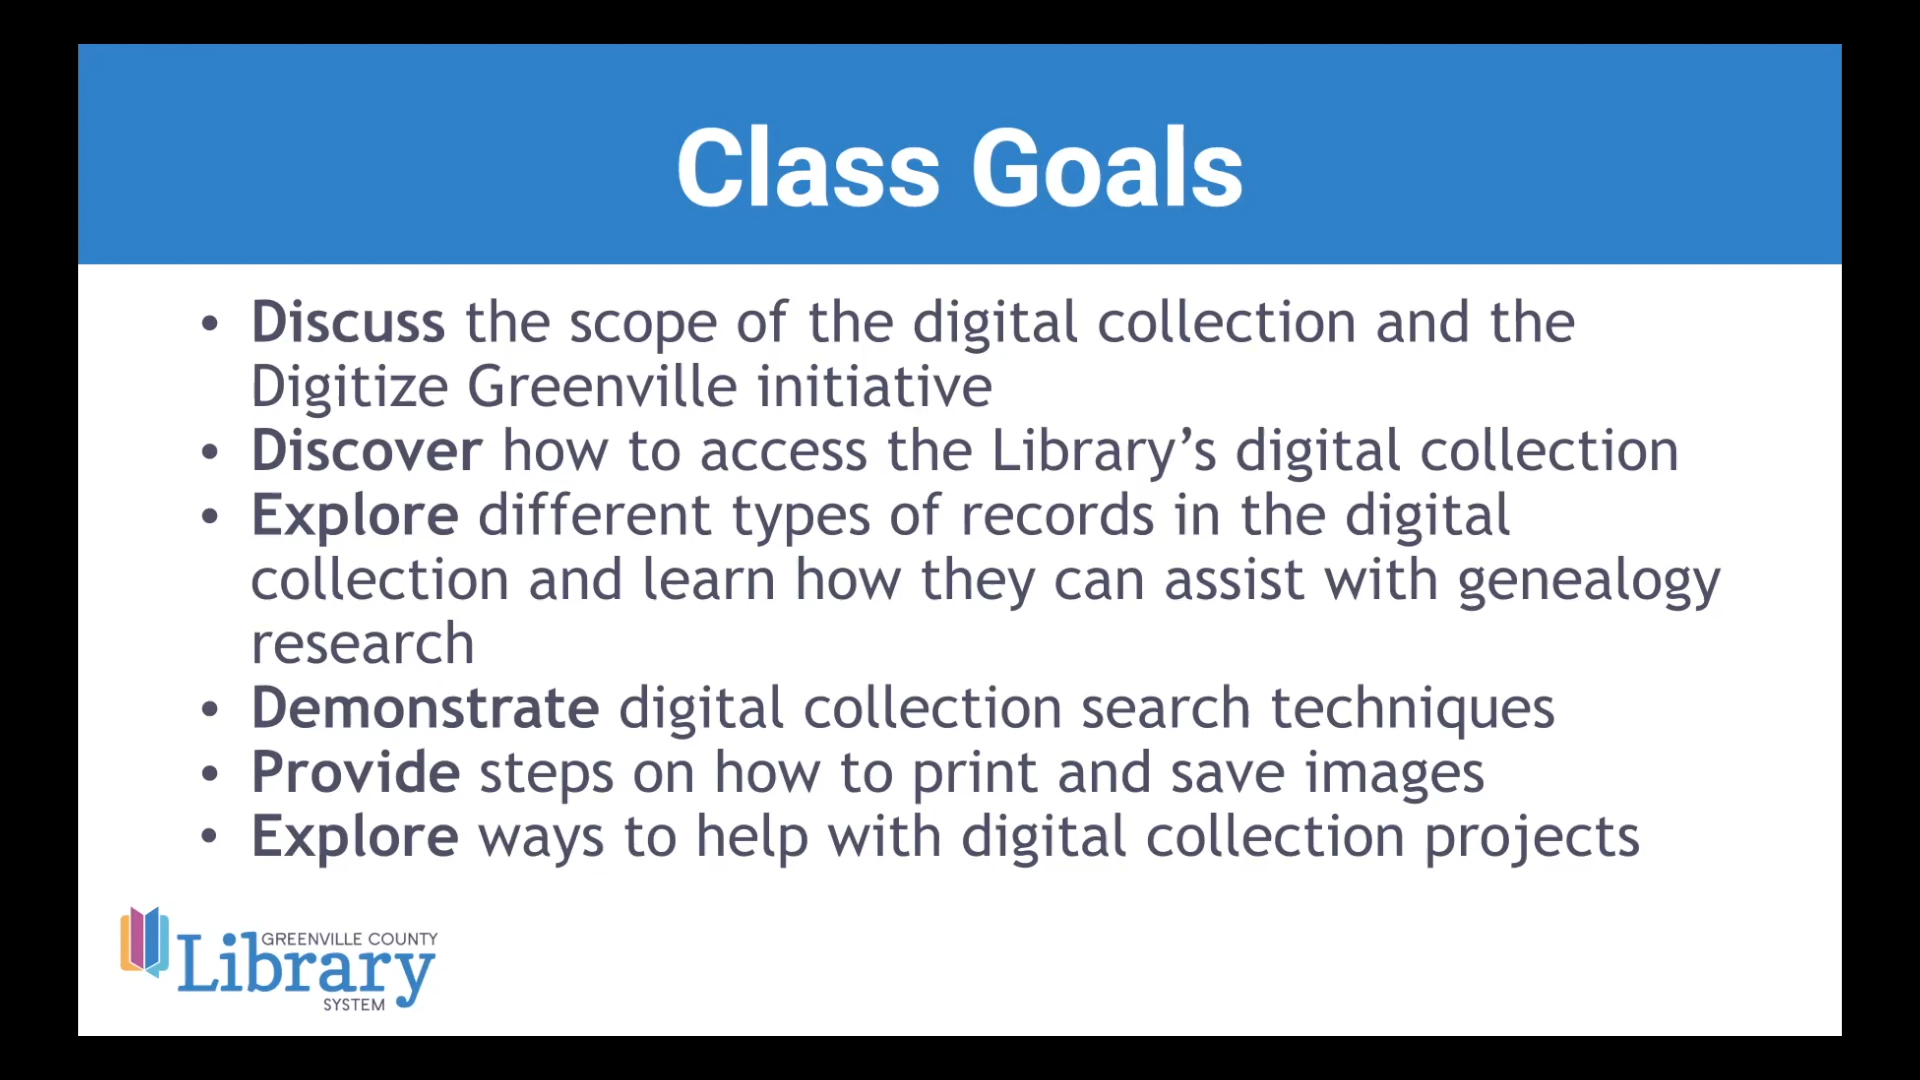 Class Goals
• Discuss the scope of the digital collection and the
Digitize Greenville initiative
• Discover how to access the Library’s digital collection
• Explore different types of records in the digital
collection and learn how they can assist with genealogy
research
• Demonstrate digital collection search techniques
• Provide steps on how to print and save images
• Explore ways to help with digital collection projects
GREENVILLE COUNTY
Library
SYSTEM